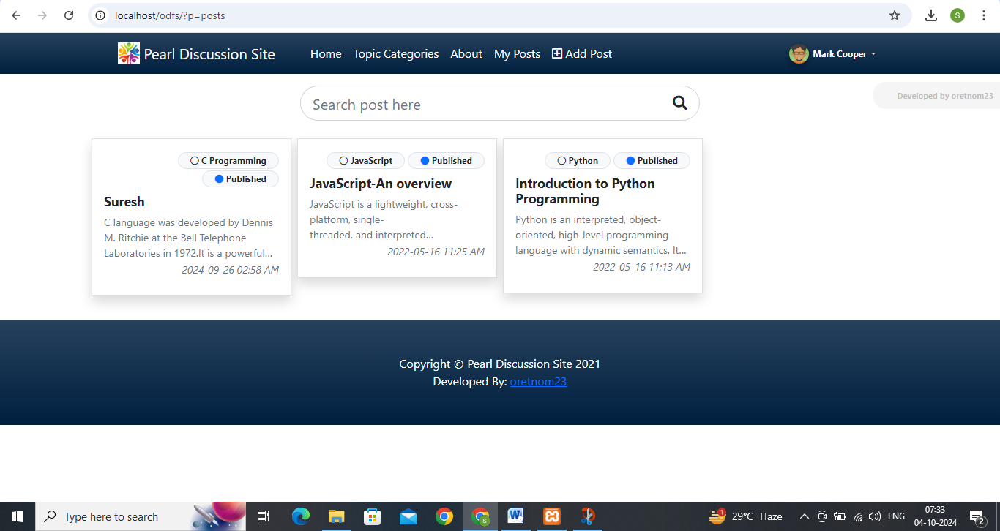 localhost/odfs/?p=posts
S
Pearl Discussion Site
Home
Topic Categories
About
My Posts
Add Post
Mark Cooper
Search post here
Developed by oretnom23
C Programming
Published
Suresh
C language was developed by Dennis
M. Ritchie at the Bell Telephone
Laboratories in 1972.It is a powerful...
2024-09-26 02:58 AM
JavaScript
Published
JavaScript-An overview
JavaScript is a lightweight, cross-
platform, single-
threaded, and interpreted...
2022-05-16 11:25 AM
Python
Published
Introduction to Python
Programming
Python is an interpreted, object-
oriented, high-level programming
language with dynamic semantics. It...
2022-05-16 11:13 AM
Copyright © Pearl Discussion Site 2021
Developed By: oretnom23
Type here to search
S
W
1
29°C Haze
ENG
07:33
04-10-2024
2